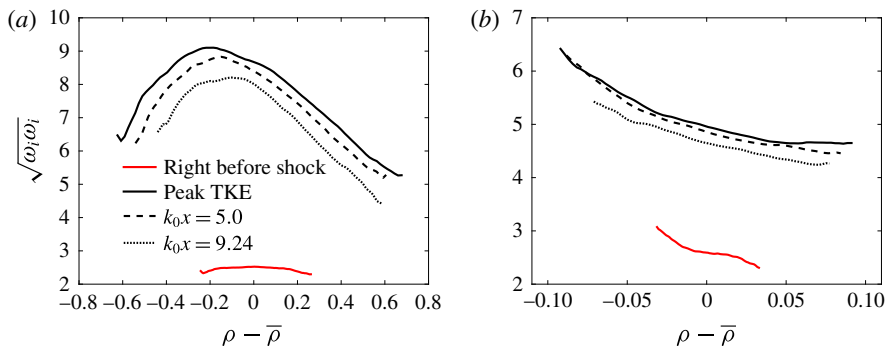 (a)
10
9
8
7
6
5
4
3
2
√ω̅i̅ω̅i̅
Right before shock
Peak TKE
k₀x = 5.0
k₀x = 9.24
−0.8 −0.6 −0.4 −0.2 0 0.2 0.4 0.6 0.8
ρ − ρ̅
(b)
7
6
5
4
3
2
−0.10 −0.05 0 0.05 0.10
ρ − ρ̅